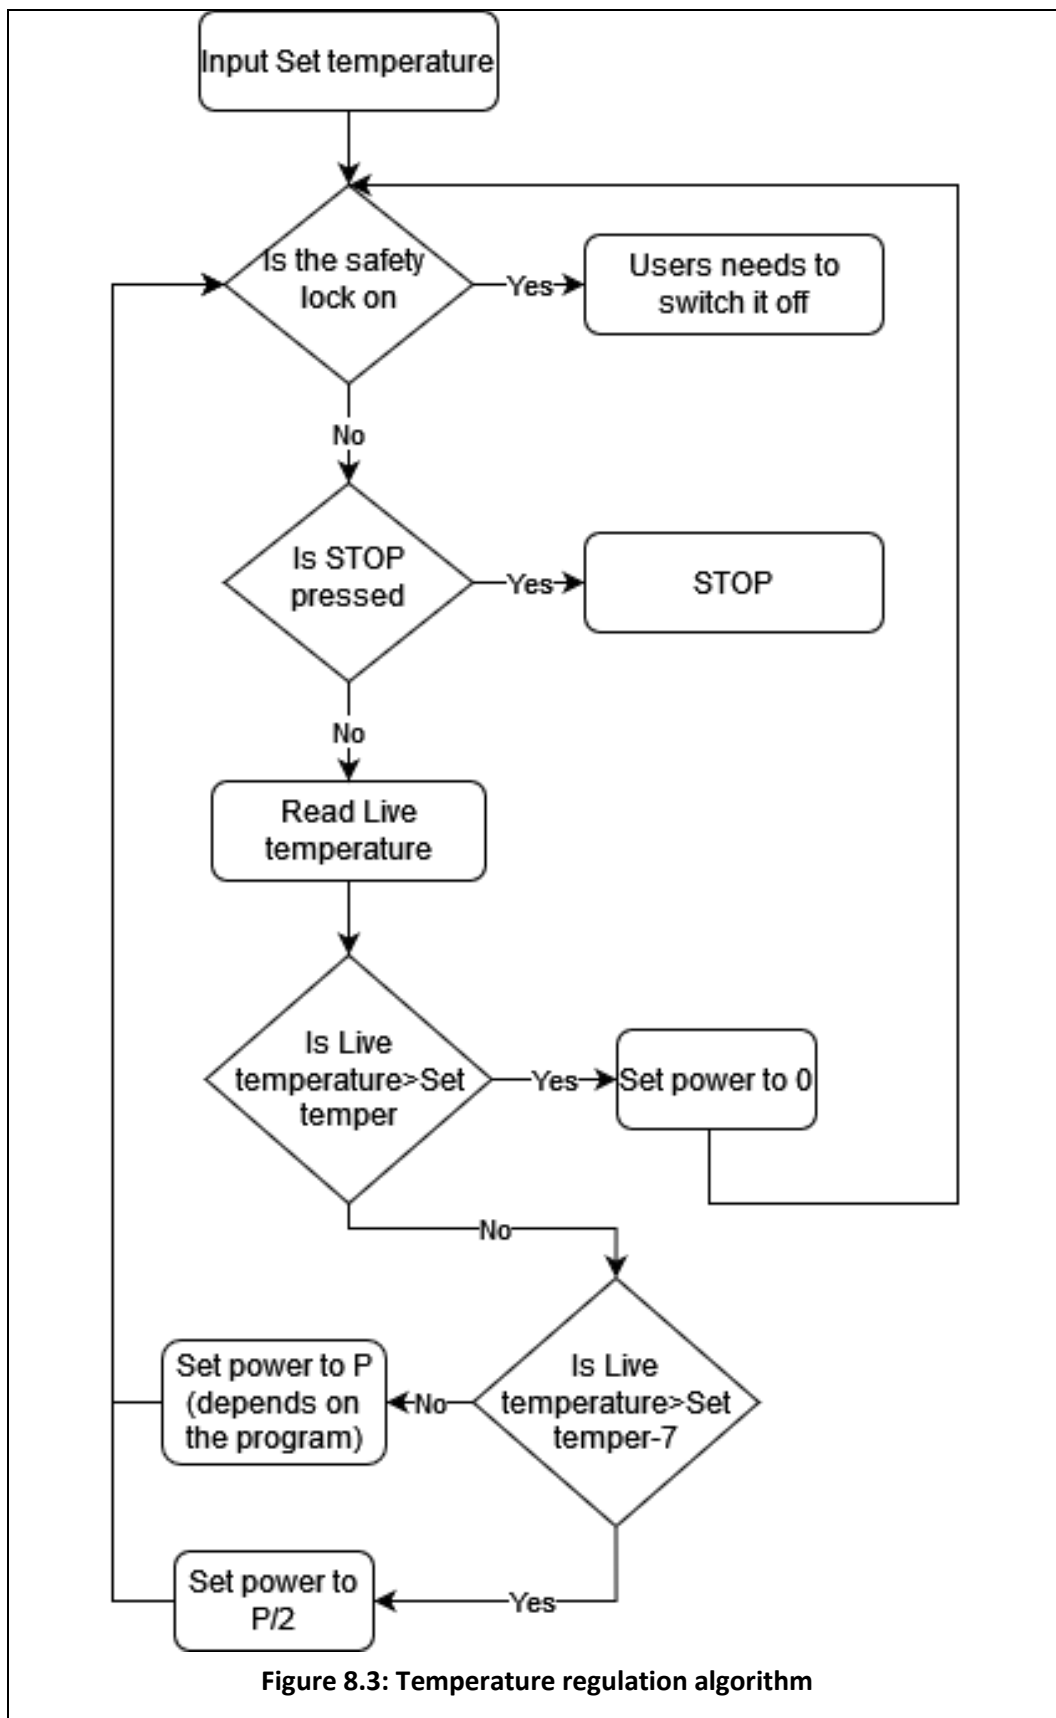 Input Set temperature
Is the safety
lock on
Yes
Users needs to
switch it off
No
Is STOP
pressed
Yes
STOP
No
Read Live
temperature
Is Live
temperature>Set
temper
Yes
Set power to 0
No
Is Live
temperature>Set
temper-7
No
Set power to P
(depends on
the program)
Yes
Set power to
P/2
Figure 8.3: Temperature regulation algorithm